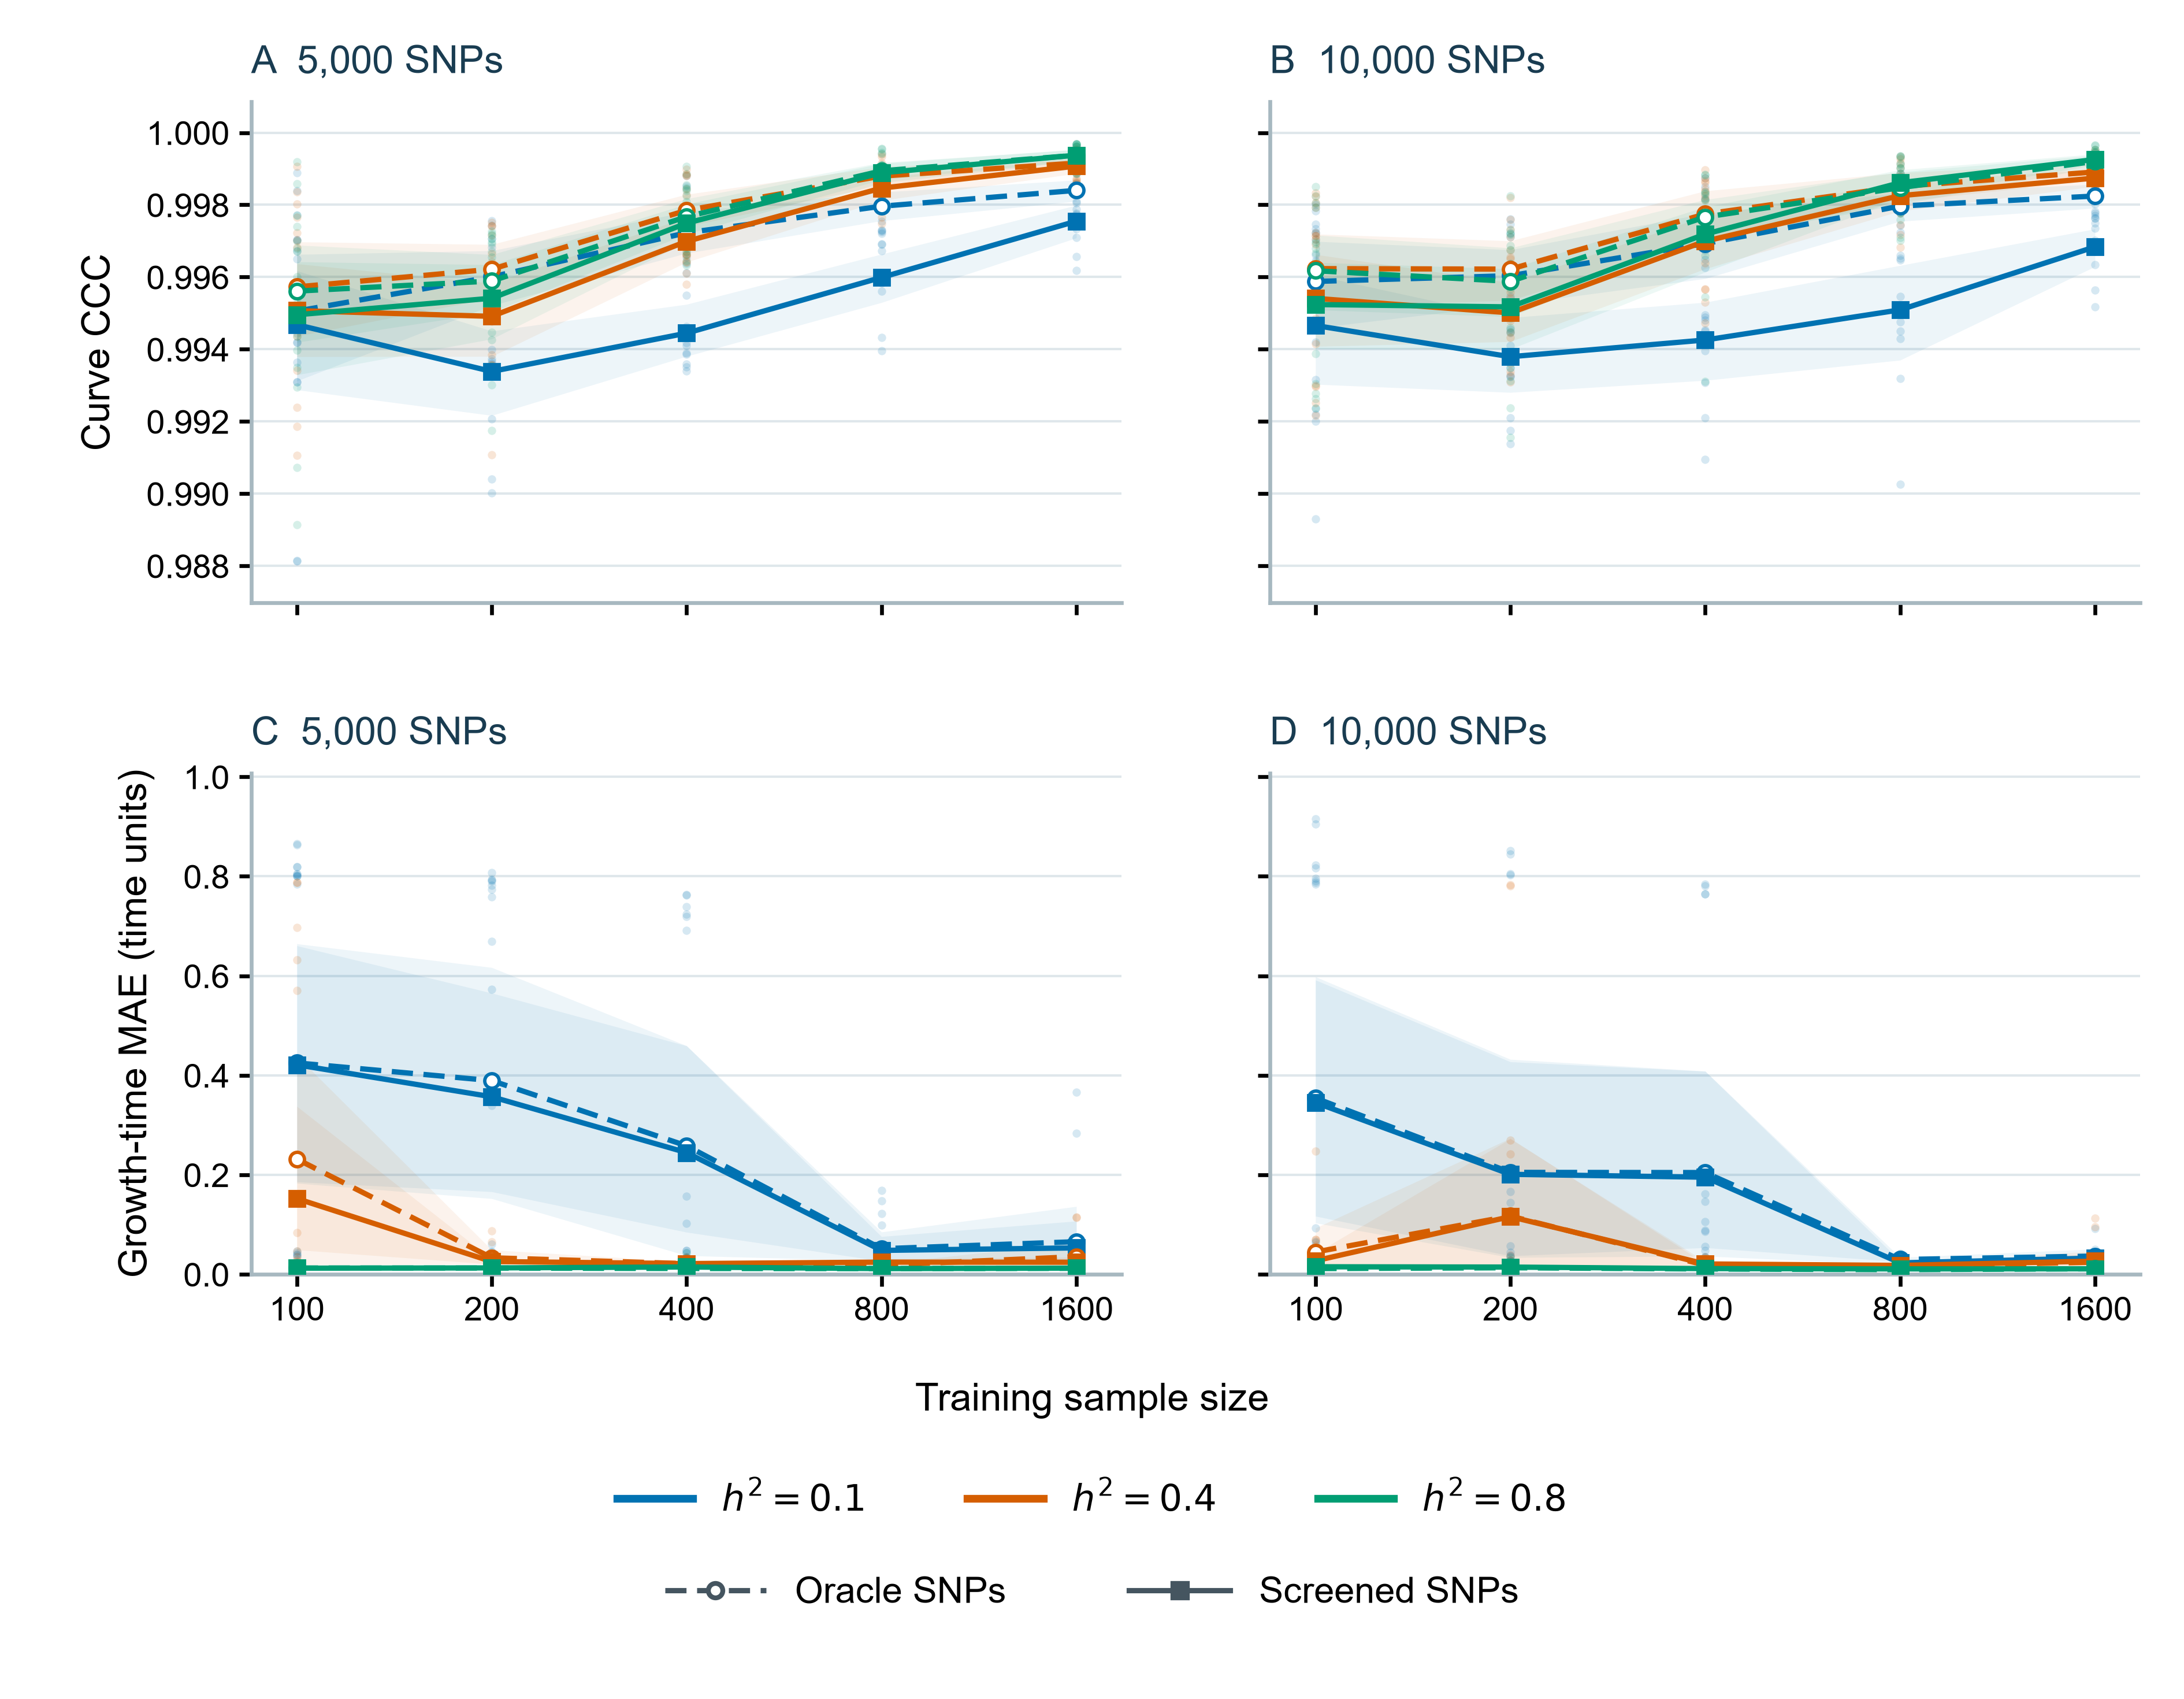 A 5,000 SNPs
B 10,000 SNPs
Curve CCC
1.000
0.998
0.996
0.994
0.992
0.990
0.988
C 5,000 SNPs
D 10,000 SNPs
Growth-time MAE (time units)
1.0
0.8
0.6
0.4
0.2
0.0
100 200 400 800 1600
100 200 400 800 1600
Training sample size
h² = 0.1 h² = 0.4 h² = 0.8
Oracle SNPs Screened SNPs